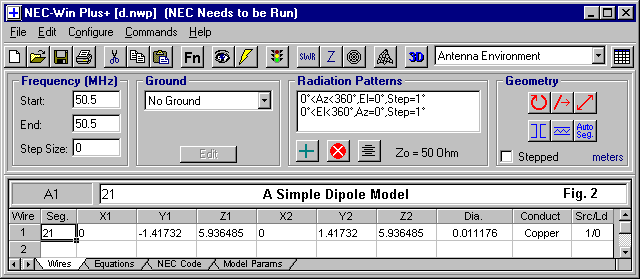 NEC-Win Plus+ [d.nwp] (NEC Needs to be Run)
File Edit Configure Commands Help
Fn SWR Z 3D Antenna Environment
Frequency (MHz) Ground Radiation Patterns Geometry
Start: 50.5 No Ground 0°<Az<360°,El=0°,Step=1°
End: 50.5 0°<El<360°,Az=0°,Step=1°
Step Size: 0 Edit Zo = 50 Ohm Auto Seg.
Stepped meters
A1 21 A Simple Dipole Model Fig. 2
Wire Seg. X1 Y1 Z1 X2 Y2 Z2 Dia. Conduct Src/Ld
1 21 0 -1.41732 5.936485 0 1.41732 5.936485 0.011176 Copper 1/0
2
Wires Equations NEC Code Model Params